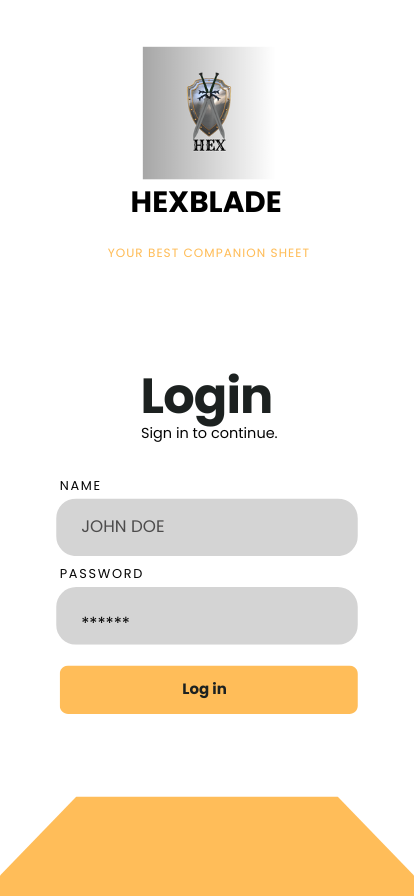 HEX
HEXBLADE
YOUR BEST COMPANION SHEET
Login
Sign in to continue.
NAME
JOHN DOE
PASSWORD
******
Log in